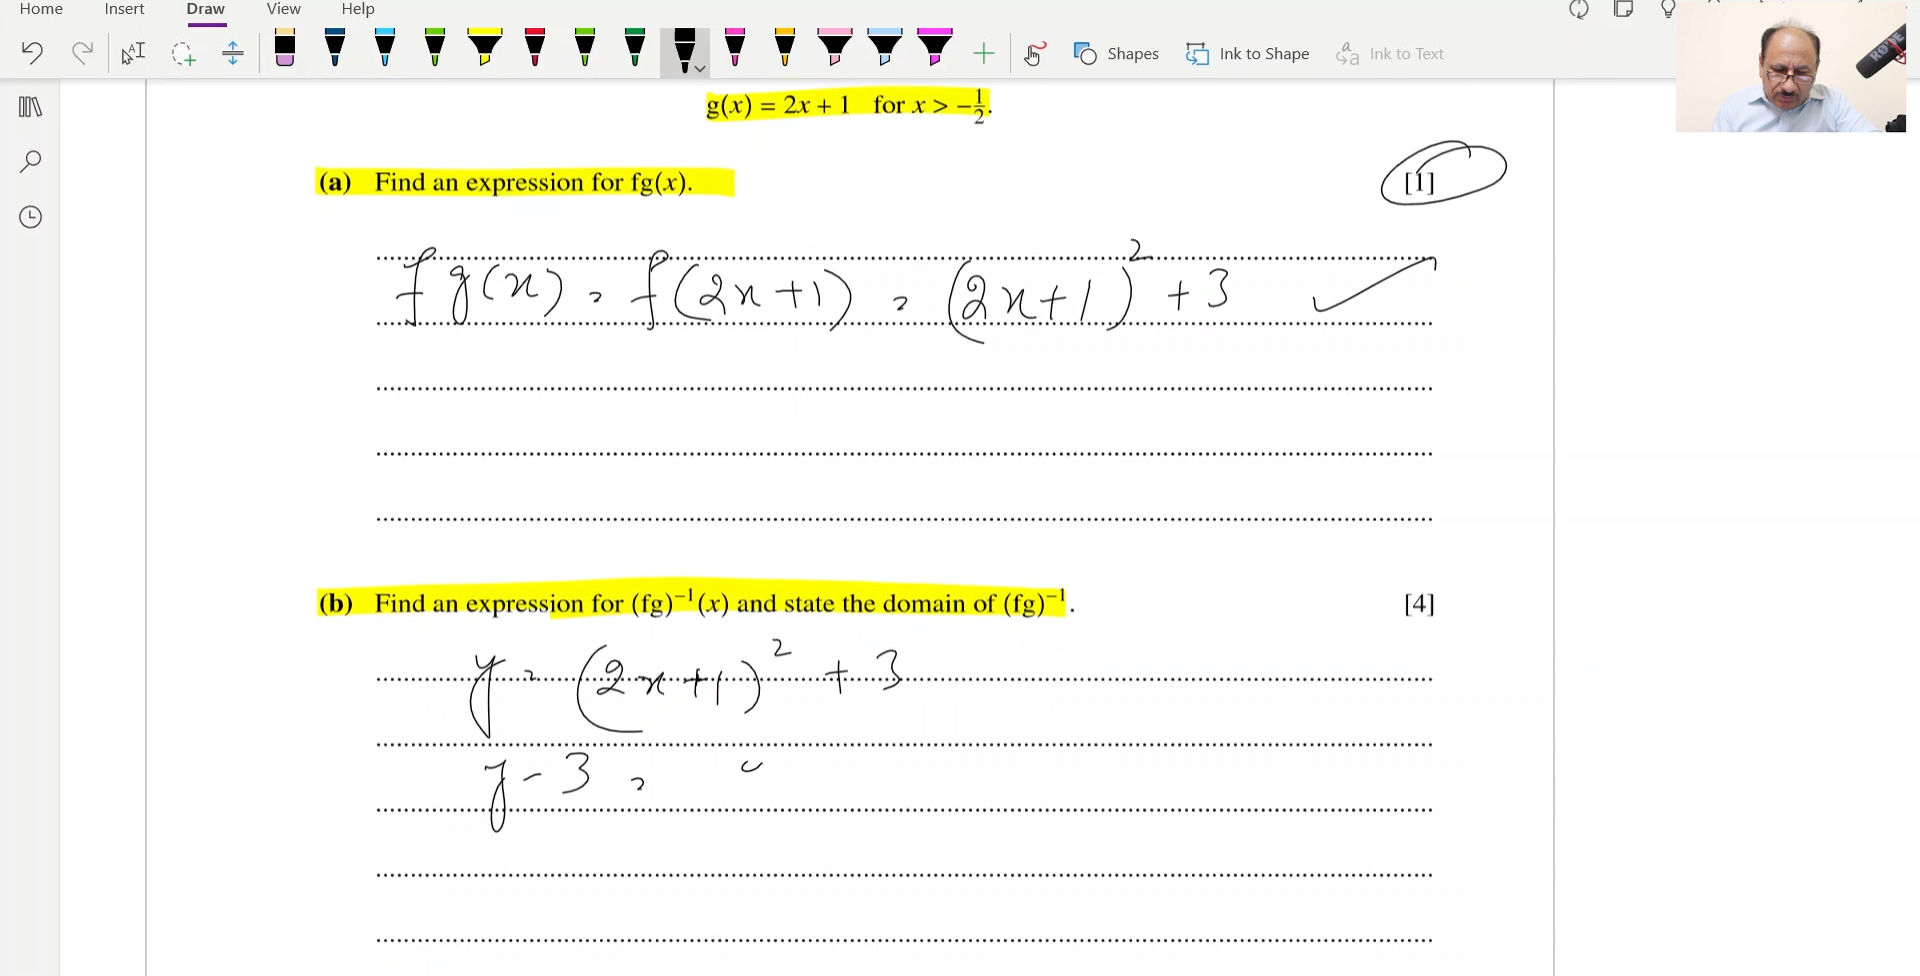 Home Insert Draw View Help
Shapes Ink to Shape Ink to Text
g(x) = 2x + 1 for x > −1/2.
(a) Find an expression for fg(x). [1]
fg(x) = f(2x+1) = (2x+1)² + 3
(b) Find an expression for (fg)⁻¹(x) and state the domain of (fg)⁻¹. [4]
y = (2x+1)² + 3
y - 3 =
RØDE